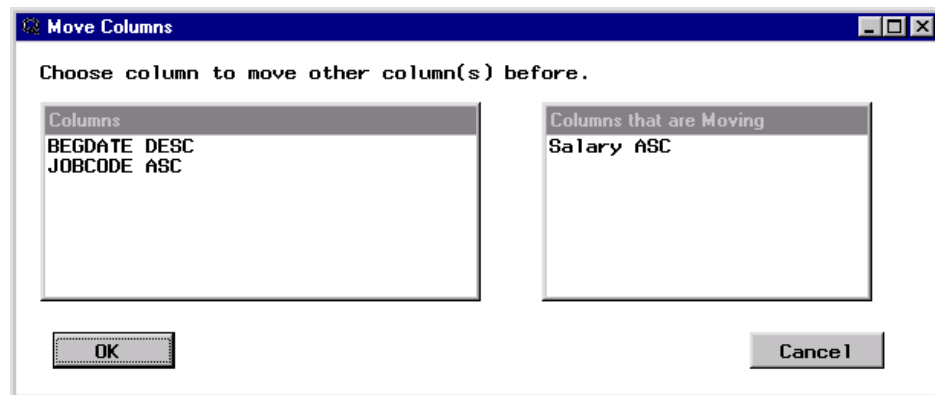 Move Columns
Choose column to move other column(s) before.
Columns
BEGDATE DESC
JOBCODE ASC
Columns that are Moving
Salary ASC
OK
Cancel